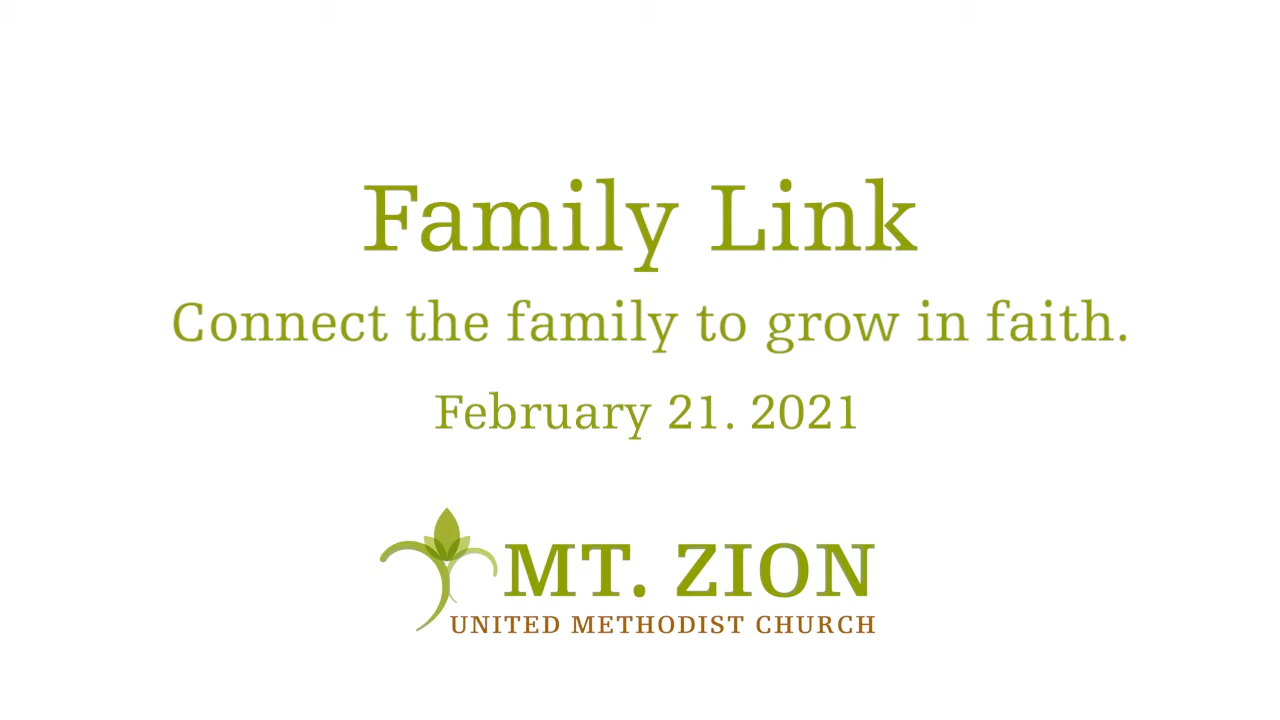 Family Link
Connect the family to grow in faith.
February 21. 2021
MT. ZION
UNITED METHODIST CHURCH